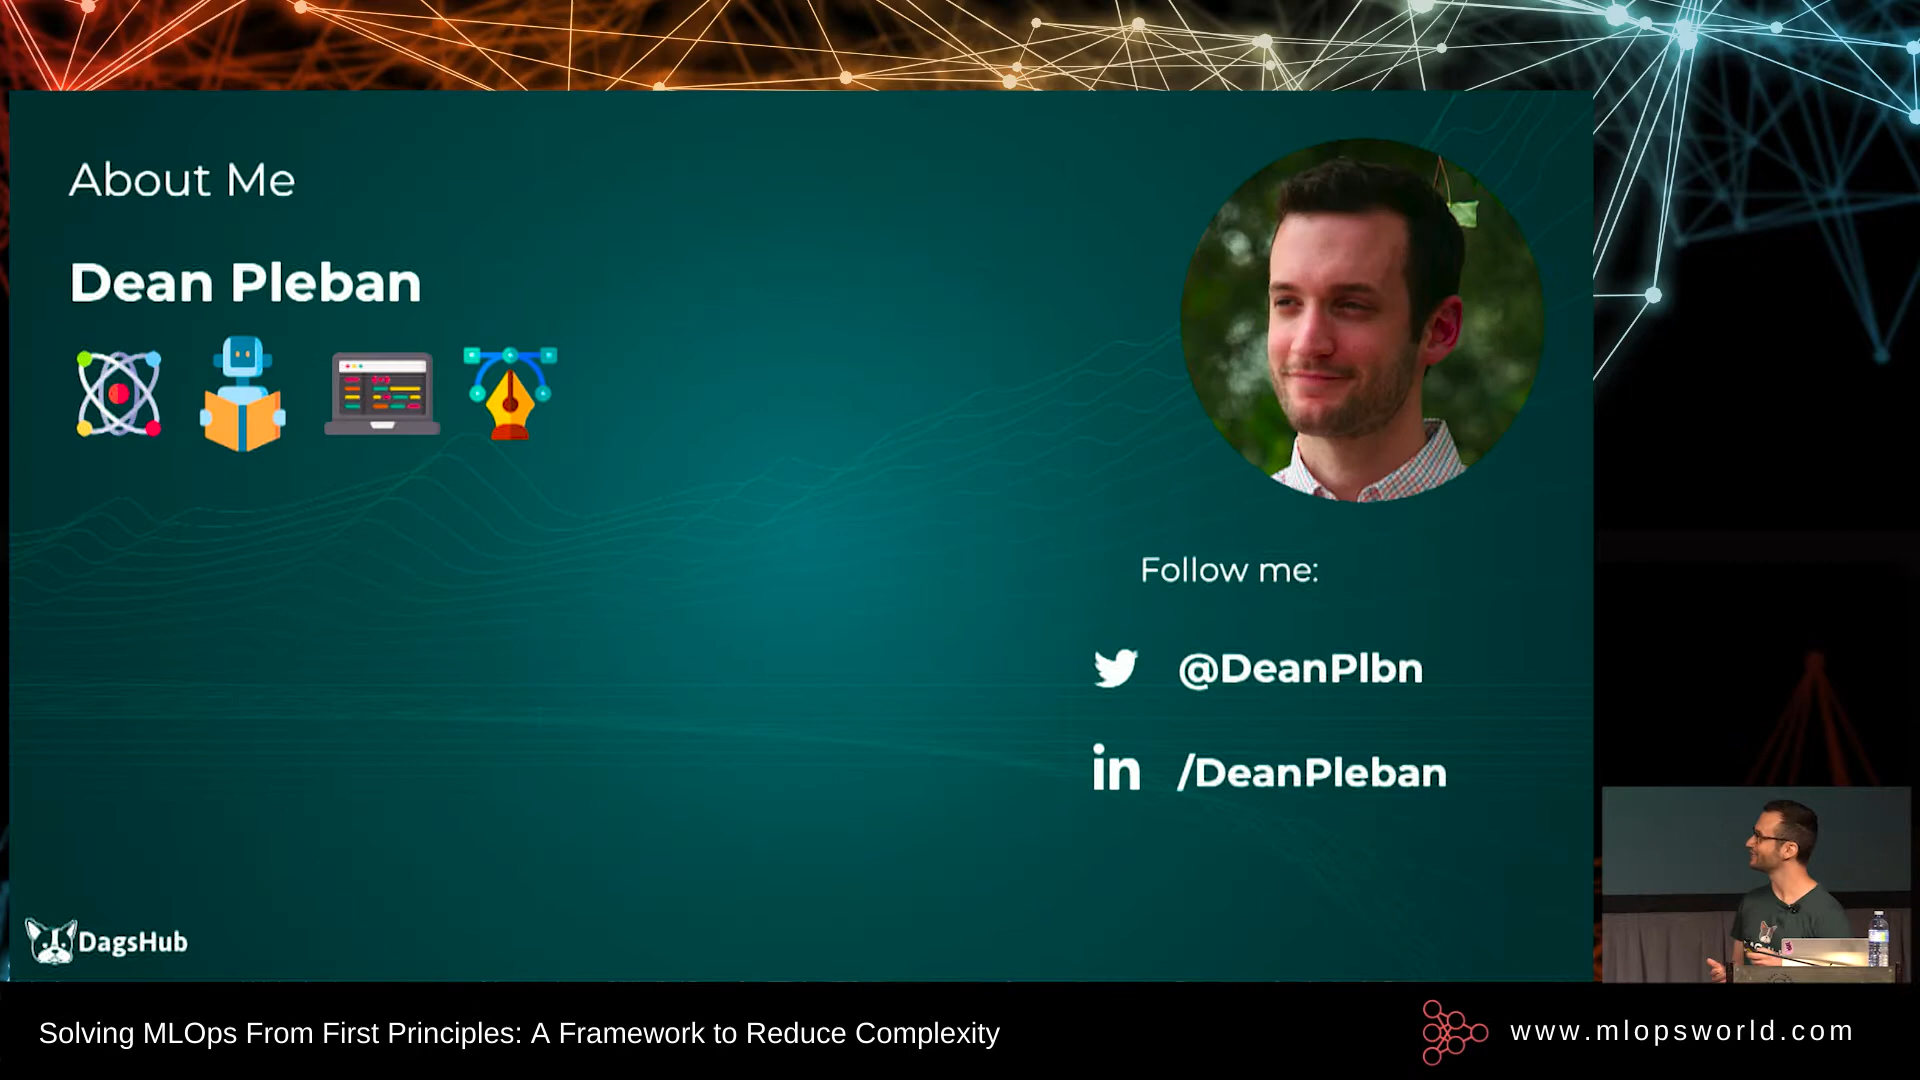 About Me
Dean Pleban
Follow me:
@DeanPlbn
in /DeanPleban
DagsHub
Solving MLOps From First Principles: A Framework to Reduce Complexity
www.mlopsworld.com